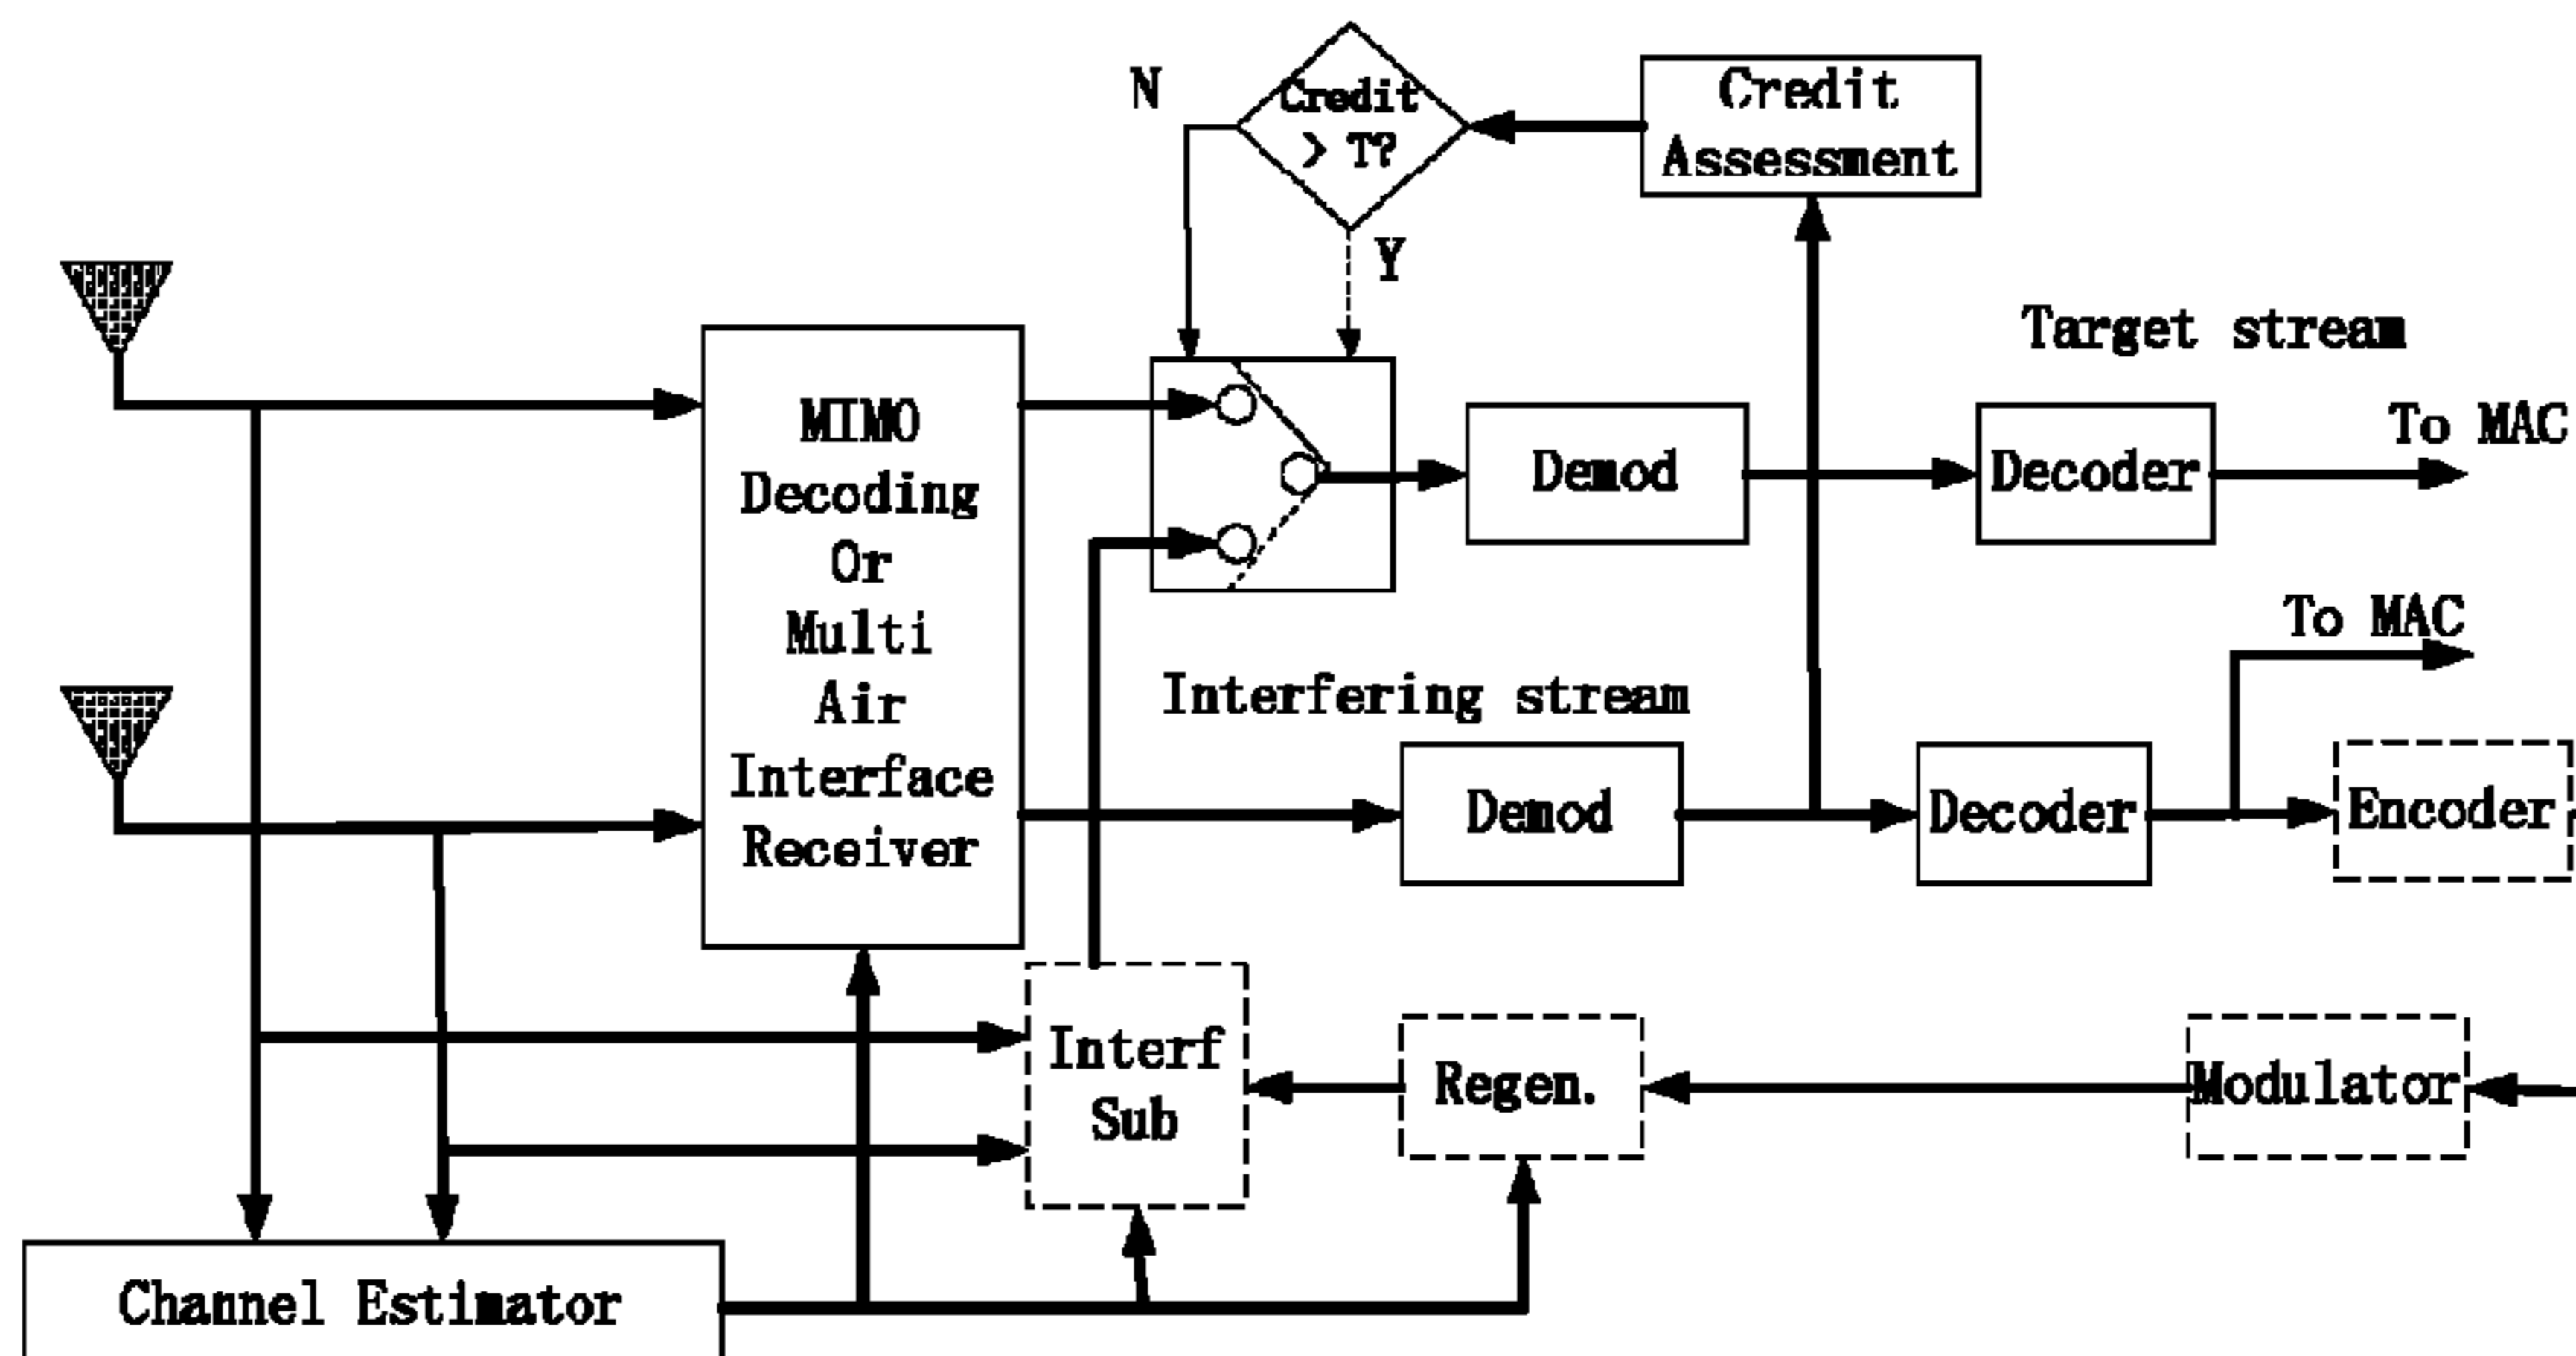 N
Credit
> T?
Credit
Assessment
Y
Target stream
MIMO
Decoding
Or
Multi
Air
Interface
Receiver
Demod
Decoder
To MAC
To MAC
Interfering stream
Demod
Decoder
Encoder
Interf
Sub
Regen.
Modulator
Channel Estimator